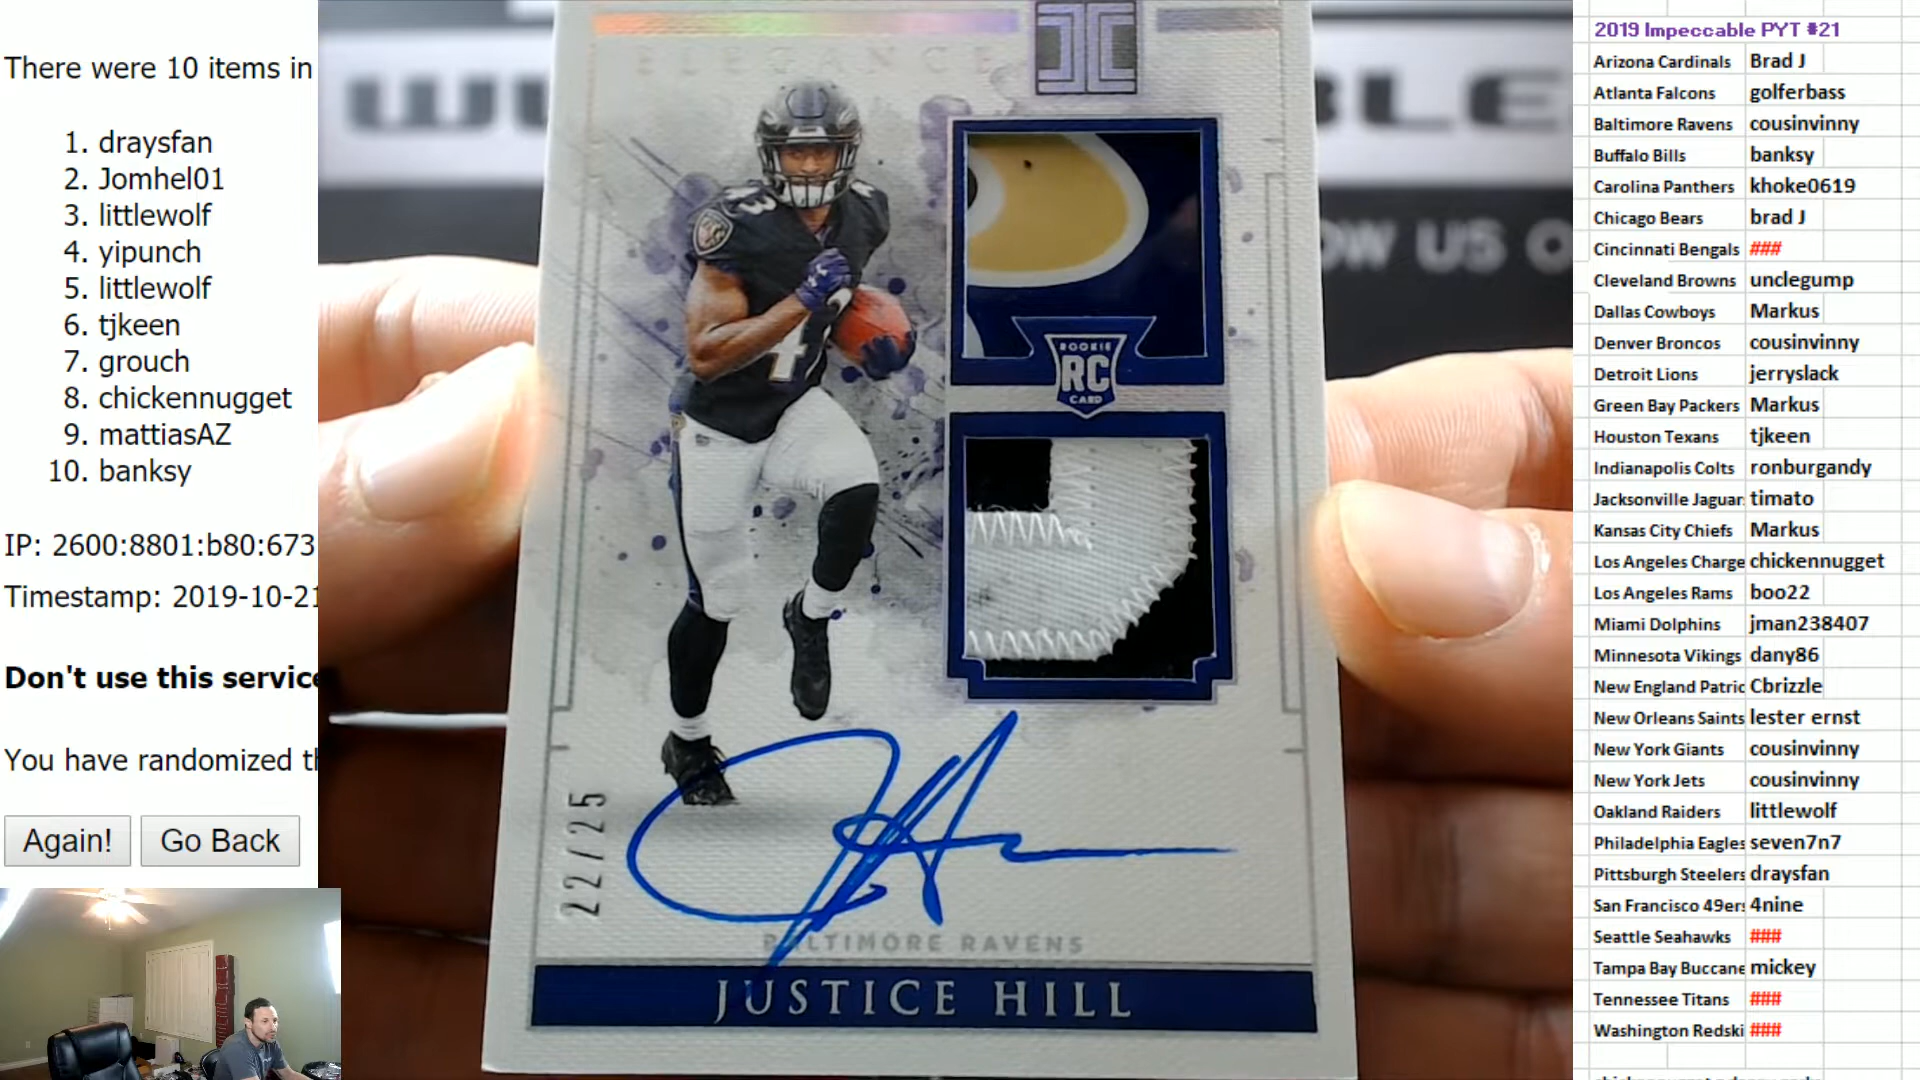 There were 10 items in
1. draysfan
2. Jomhel01
3. littlewolf
4. yipunch
5. littlewolf
6. tjkeen
7. grouch
8. chickennugget
9. mattiasAZ
10. banksy
IP: 2600:8801:b80:673
Timestamp: 2019-10-21
Don't use this service
You have randomized th
Again! Go Back
ELEGANCE
OW US O
43
ROOKIE
RC
CARD
22/25
BALTIMORE RAVENS
JUSTICE HILL
2019 Impeccable PYT #21
Arizona Cardinals Brad J
Atlanta Falcons golferbass
Baltimore Ravens cousinvinny
Buffalo Bills banksy
Carolina Panthers khoke0619
Chicago Bears brad J
Cincinnati Bengals ###
Cleveland Browns unclegump
Dallas Cowboys Markus
Denver Broncos cousinvinny
Detroit Lions jerryslack
Green Bay Packers Markus
Houston Texans tjkeen
Indianapolis Colts ronburgandy
Jacksonville Jaguar timato
Kansas City Chiefs Markus
Los Angeles Charge chickennugget
Los Angeles Rams boo22
Miami Dolphins jman238407
Minnesota Vikings dany86
New England Patric Cbrizzle
New Orleans Saints lester ernst
New York Giants cousinvinny
New York Jets cousinvinny
Oakland Raiders littlewolf
Philadelphia Eagles seven7n7
Pittsburgh Steelers draysfan
San Francisco 49ers 4nine
Seattle Seahawks ###
Tampa Bay Buccane mickey
Tennessee Titans ###
Washington Redski ###